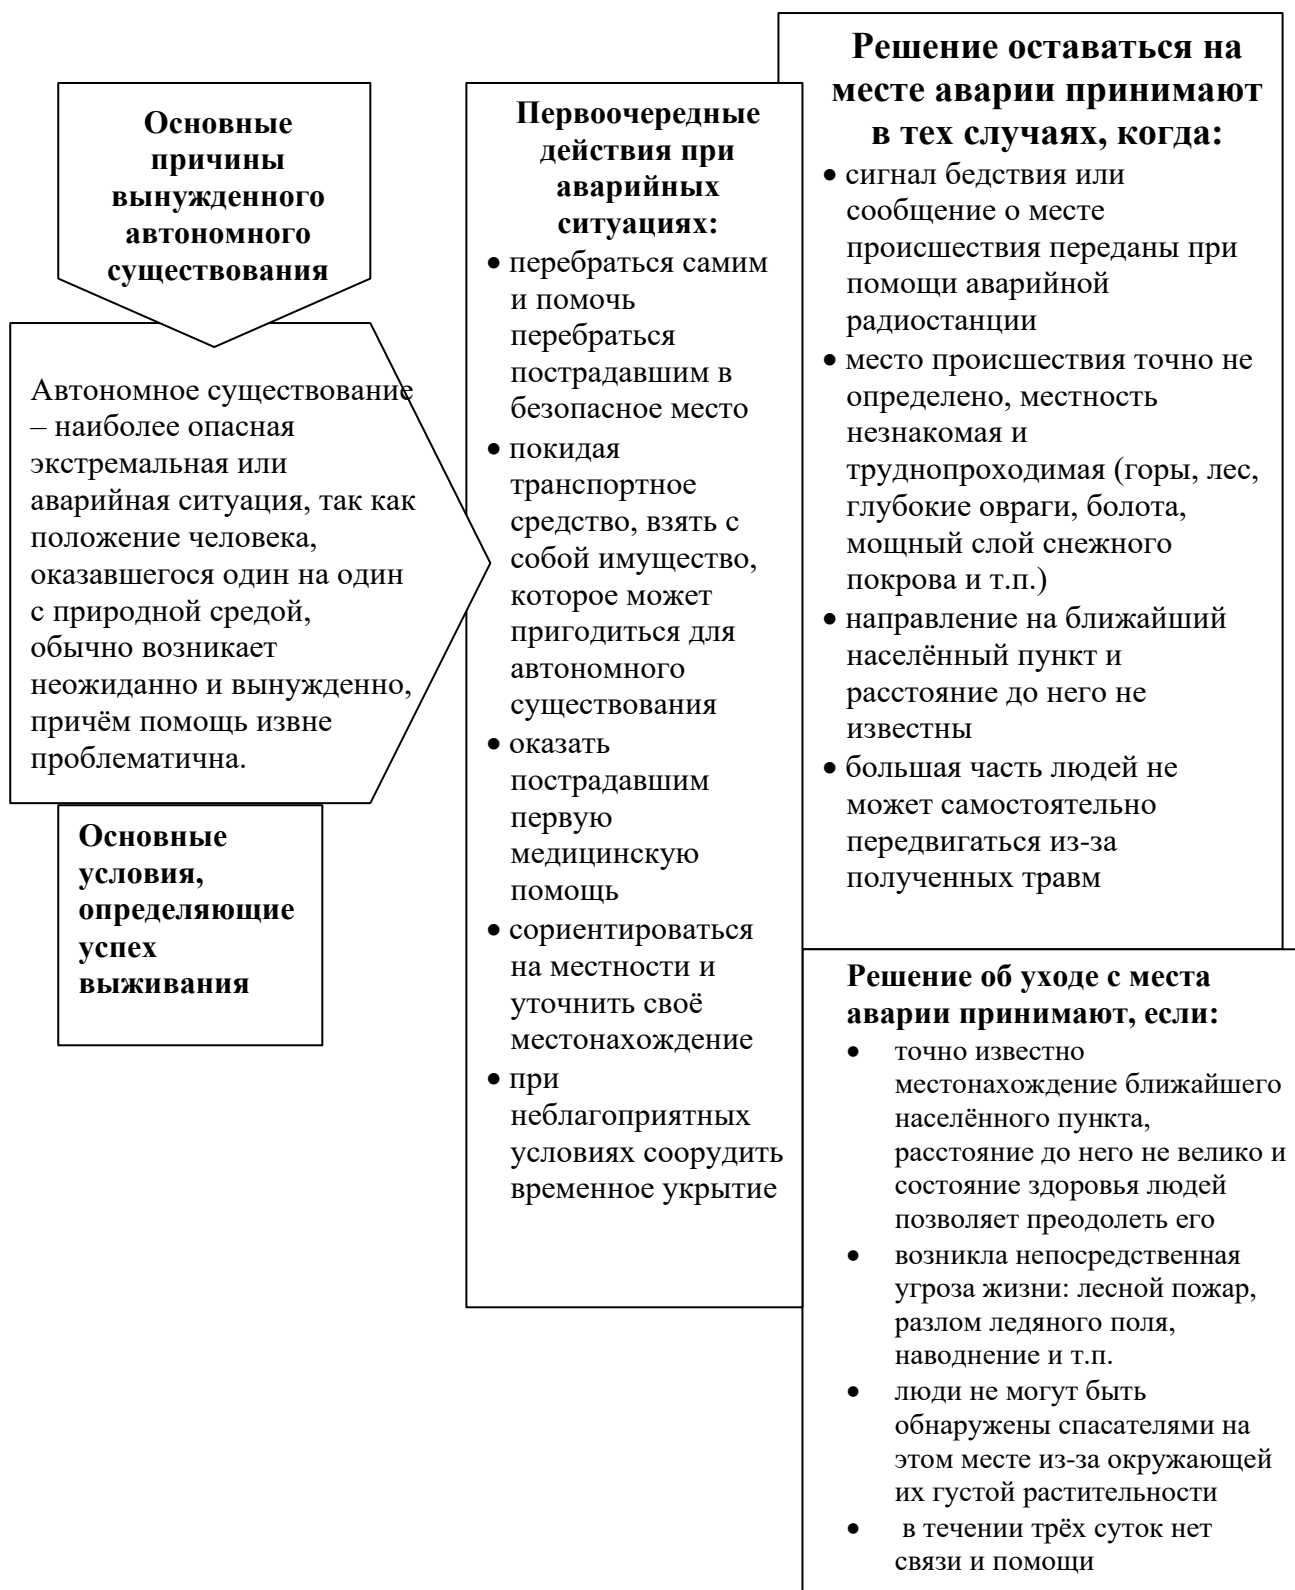 Основные
причины
вынужденного
автономного
существования
Автономное существование
– наиболее опасная
экстремальная или
аварийная ситуация, так как
положение человека,
оказавшегося один на один
с природной средой,
обычно возникает
неожиданно и вынужденно,
причём помощь извне
проблематична.
Основные
условия,
определяющие
успех
выживания
Первоочередные
действия при
аварийных
ситуациях:
• перебраться самим
и помочь
перебраться
пострадавшим в
безопасное место
• покидая
транспортное
средство, взять с
собой имущество,
которое может
пригодиться для
автономного
существования
• оказать
пострадавшим
первую
медицинскую
помощь
• сориентироваться
на местности и
уточнить своё
местонахождение
• при
неблагоприятных
условиях соорудить
временное укрытие
Решение оставаться на
месте аварии принимают
в тех случаях, когда:
• сигнал бедствия или
сообщение о месте
происшествия переданы при
помощи аварийной
радиостанции
• место происшествия точно не
определено, местность
незнакомая и
труднопроходимая (горы, лес,
глубокие овраги, болота,
мощный слой снежного
покрова и т.п.)
• направление на ближайший
населённый пункт и
расстояние до него не
известны
• большая часть людей не
может самостоятельно
передвигаться из-за
полученных травм
Решение об уходе с места
аварии принимают, если:
• точно известно
местонахождение ближайшего
населённого пункта,
расстояние до него не велико и
состояние здоровья людей
позволяет преодолеть его
• возникла непосредственная
угроза жизни: лесной пожар,
разлом ледяного поля,
наводнение и т.п.
• люди не могут быть
обнаружены спасателями на
этом месте из-за окружающей
их густой растительности
• в течении трёх суток нет
связи и помощи